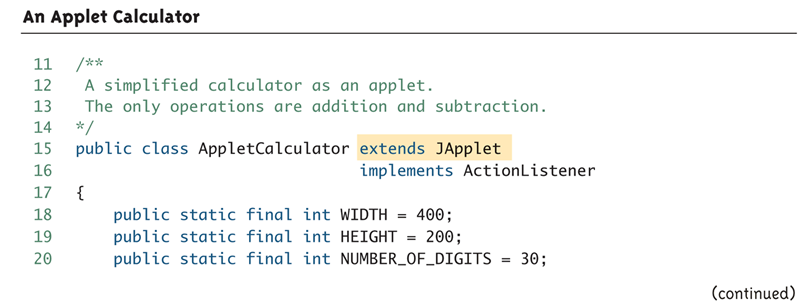 An Applet Calculator
11 /**
12 A simplified calculator as an applet.
13 The only operations are addition and subtraction.
14 */
15 public class AppletCalculator extends JApplet
16 implements ActionListener
17 {
18 public static final int WIDTH = 400;
19 public static final int HEIGHT = 200;
20 public static final int NUMBER_OF_DIGITS = 30;
(continued)